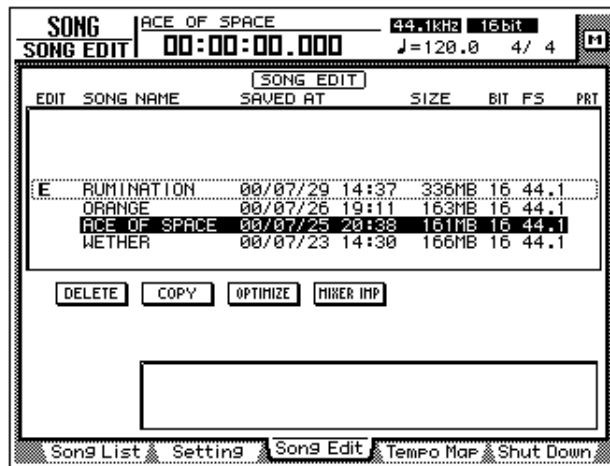 SONG ACE OF SPACE 44.1kHz 16bit
SONG EDIT 00:00:00.000 ♩=120.0 4/ 4 M
SONG EDIT
EDIT SONG NAME SAVED AT SIZE BIT FS PRT
E RUMINATION 00/07/29 14:37 336MB 16 44.1
ORANGE 00/07/26 19:11 163MB 16 44.1
ACE OF SPACE 00/07/25 20:38 161MB 16 44.1
WETHER 00/07/23 14:30 166MB 16 44.1
DELETE COPY OPTIMIZE MIXER IMP
Song List Setting Song Edit Tempo Map Shut Down